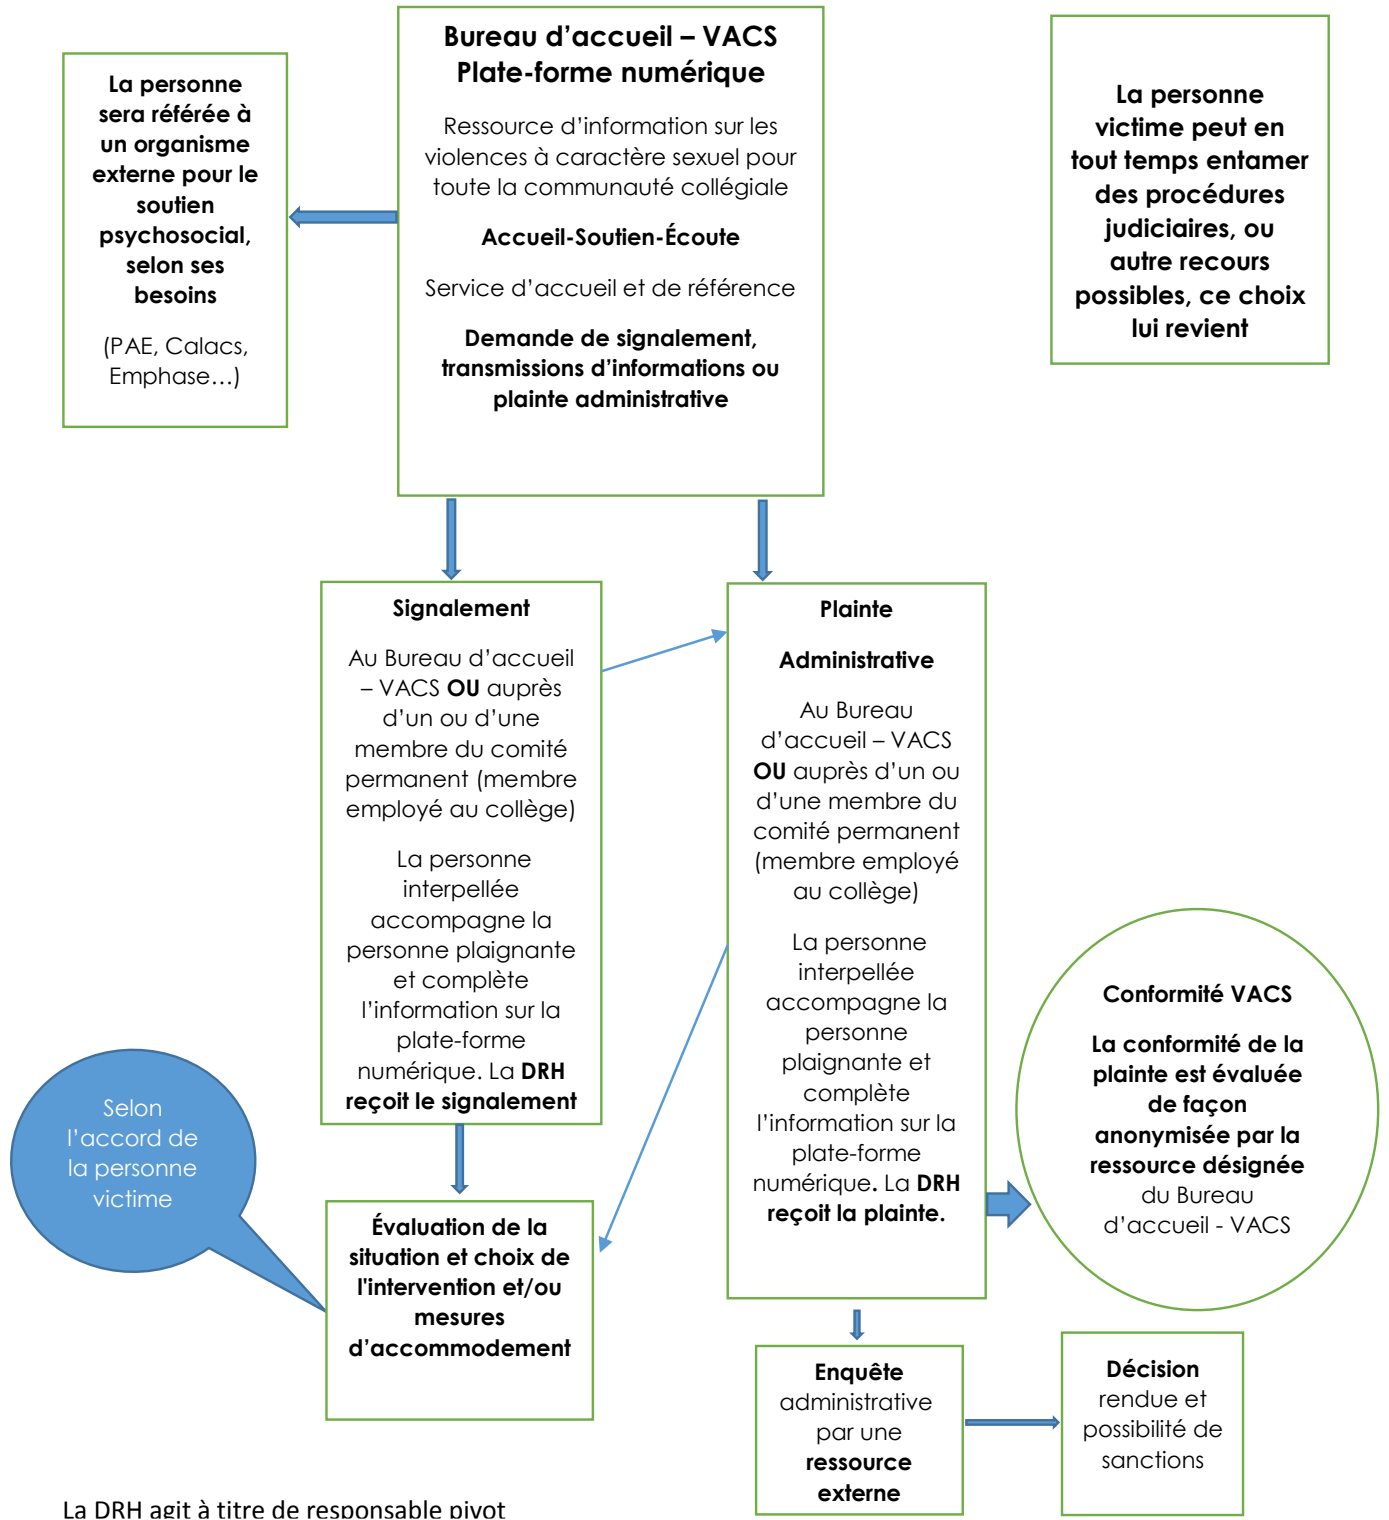 Bureau d'accueil – VACS
Plate-forme numérique
Ressource d'information sur les
violences à caractère sexuel pour
toute la communauté collégiale
Accueil-Soutien-Écoute
Service d'accueil et de référence
Demande de signalement,
transmissions d'informations ou
plainte administrative
La personne
sera référée à
un organisme
externe pour le
soutien
psychosocial,
selon ses
besoins
(PAE, Calacs,
Emphase…)
La personne
victime peut en
tout temps entamer
des procédures
judiciaires, ou
autre recours
possibles, ce choix
lui revient
Signalement
Au Bureau d'accueil
– VACS OU auprès
d'un ou d'une
membre du comité
permanent (membre
employé au collège)
La personne
interpellée
accompagne la
personne plaignante
et complète
l'information sur la
plate-forme
numérique. La DRH
reçoit le signalement
Plainte
Administrative
Au Bureau
d'accueil – VACS
OU auprès d'un ou
d'une membre du
comité permanent
(membre employé
au collège)
La personne
interpellée
accompagne la
personne
plaignante et
complète
l'information sur la
plate-forme
numérique. La DRH
reçoit la plainte.
Conformité VACS
La conformité de la
plainte est évaluée
de façon
anonymisée par la
ressource désignée
du Bureau
d'accueil - VACS
Selon
l'accord de
la personne
victime
Évaluation de la
situation et choix de
l'intervention et/ou
mesures
d'accommodement
Enquête
administrative
par une
ressource
externe
Décision
rendue et
possibilité de
sanctions
La DRH agit à titre de responsable pivot